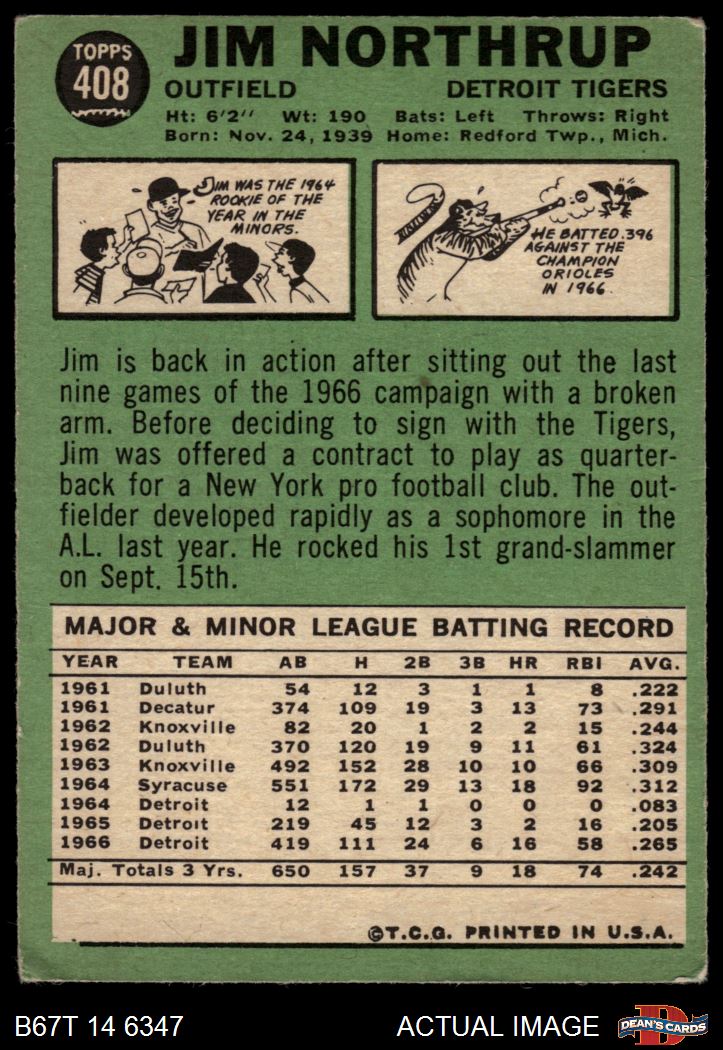 TOPPS
408
JIM NORTHRUP
OUTFIELD DETROIT TIGERS
Ht: 6'2'' Wt: 190 Bats: Left Throws: Right
Born: Nov. 24, 1939 Home: Redford Twp., Mich.
JIM WAS THE 1964
ROOKIE OF THE
YEAR IN THE
MINORS.
HE BATTED .396
AGAINST THE
CHAMPION
ORIOLES
IN 1966
Jim is back in action after sitting out the last
nine games of the 1966 campaign with a broken
arm. Before deciding to sign with the Tigers,
Jim was offered a contract to play as quarter-
back for a New York pro football club. The out-
fielder developed rapidly as a sophomore in the
A.L. last year. He rocked his 1st grand-slammer
on Sept. 15th.
MAJOR & MINOR LEAGUE BATTING RECORD
YEAR TEAM AB H 2B 3B HR RBI AVG.
1961 Duluth 54 12 3 1 1 8 .222
1961 Decatur 374 109 19 3 13 73 .291
1962 Knoxville 82 20 1 2 2 15 .244
1962 Duluth 370 120 19 9 11 61 .324
1963 Knoxville 492 152 28 10 10 66 .309
1964 Syracuse 551 172 29 13 18 92 .312
1964 Detroit 12 1 1 0 0 0 .083
1965 Detroit 219 45 12 3 2 16 .205
1966 Detroit 419 111 24 6 16 58 .265
Maj. Totals 3 Yrs. 650 157 37 9 18 74 .242
©T.C.G. PRINTED IN U.S.A.
B67T 14 6347 ACTUAL IMAGE
DEAN'S CARDS